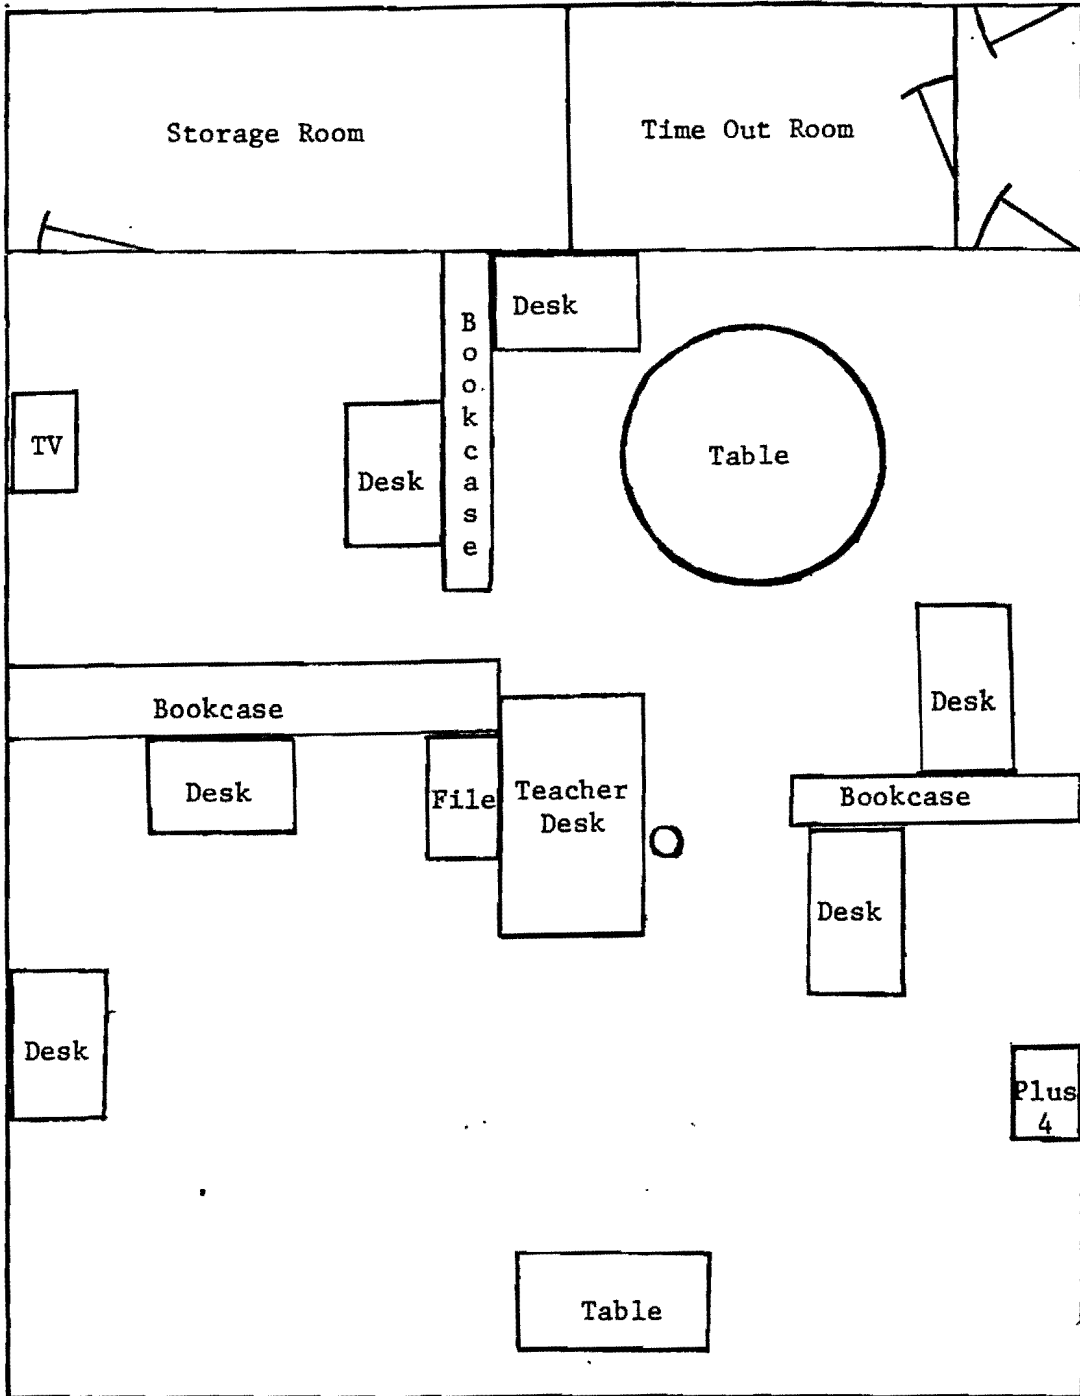 Storage Room
Time Out Room
Desk
Bookcase
TV
Desk
Table
Desk
Bookcase
Desk
File
Teacher
Desk
Bookcase
Desk
Desk
Plus
4
Table